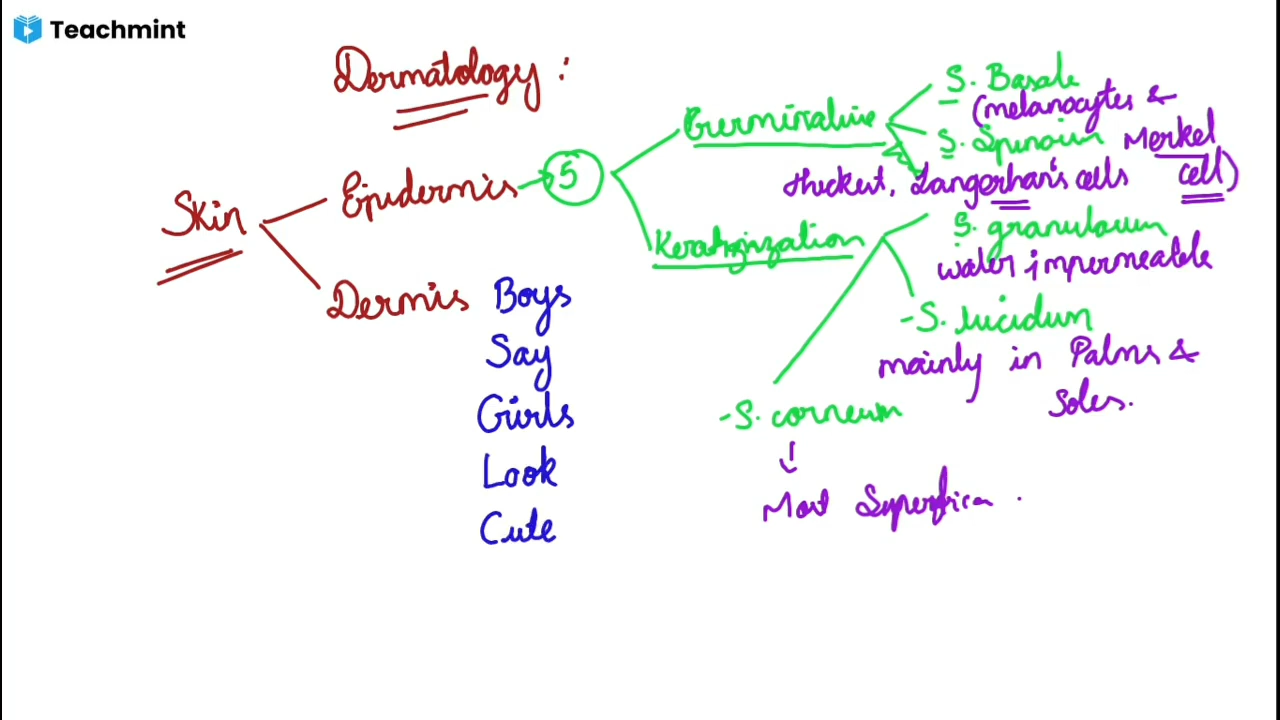 Teachmint
Dermatology :
Skin
Epidermis
5
Germinative
S. Basale
(melanocytes &
Merkel
cell)
S. Spinosum
thickest, Langerhan's cells
Keratinization
S. granulosum
water impermeable
-S. lucidum
mainly in Palms &
Soles.
-S. corneum
Most Superfica
Dermis
Boys
Say
Girls
Look
Cute